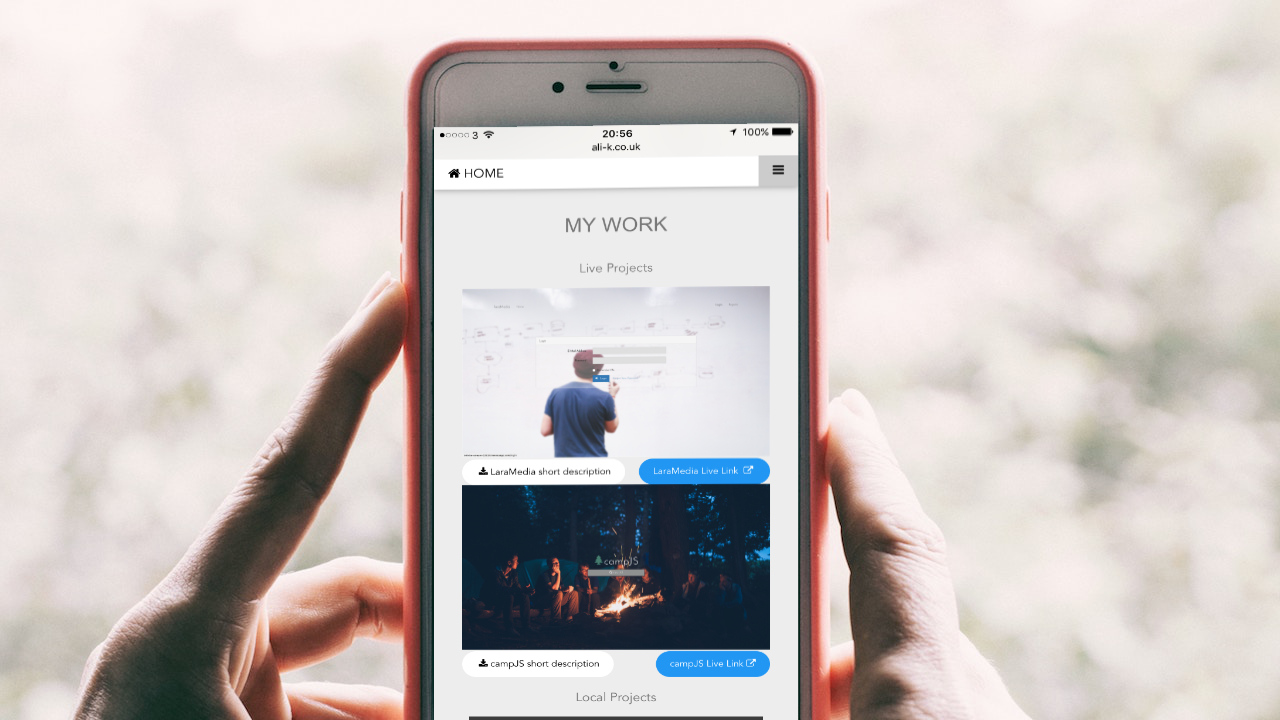 3
20:56
100%
ali-k.co.uk
HOME
MY WORK
Live Projects
LaraMedia short description
LaraMedia Live Link
campJS
campJS short description
campJS Live Link
Local Projects